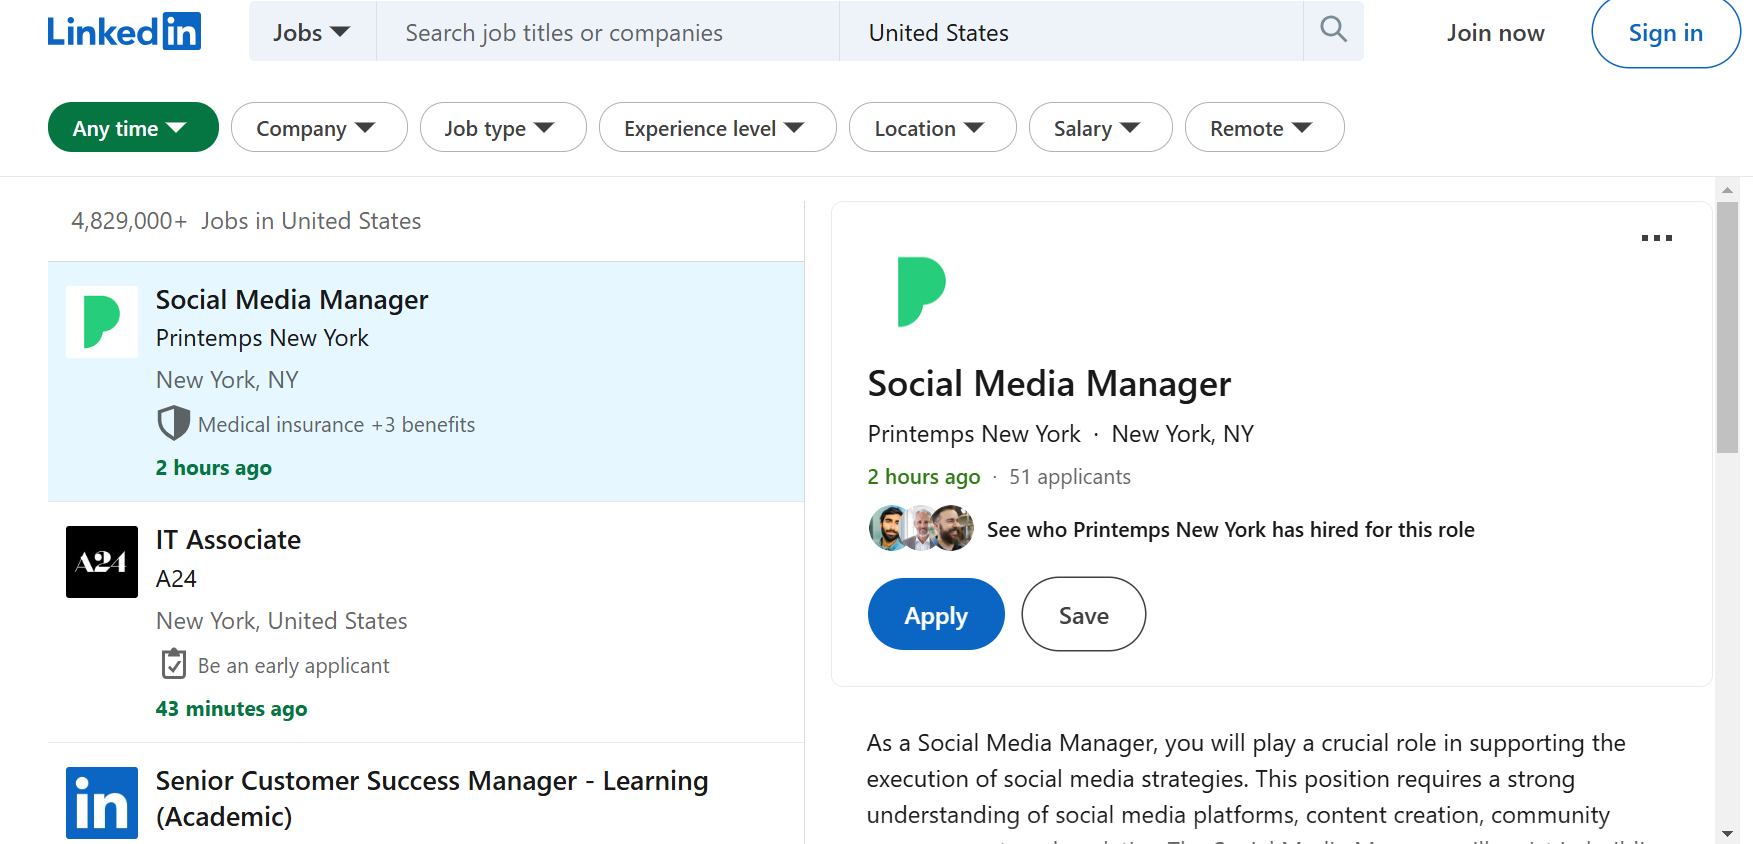 Linked in
Jobs
Search job titles or companies
United States
Join now
Sign in
Any time
Company
Job type
Experience level
Location
Salary
Remote
4,829,000+ Jobs in United States
Social Media Manager
Printemps New York
New York, NY
Medical insurance +3 benefits
2 hours ago
A24
IT Associate
A24
New York, United States
Be an early applicant
43 minutes ago
in
Senior Customer Success Manager - Learning
(Academic)
Social Media Manager
Printemps New York · New York, NY
2 hours ago · 51 applicants
See who Printemps New York has hired for this role
Apply
Save
As a Social Media Manager, you will play a crucial role in supporting the
execution of social media strategies. This position requires a strong
understanding of social media platforms, content creation, community